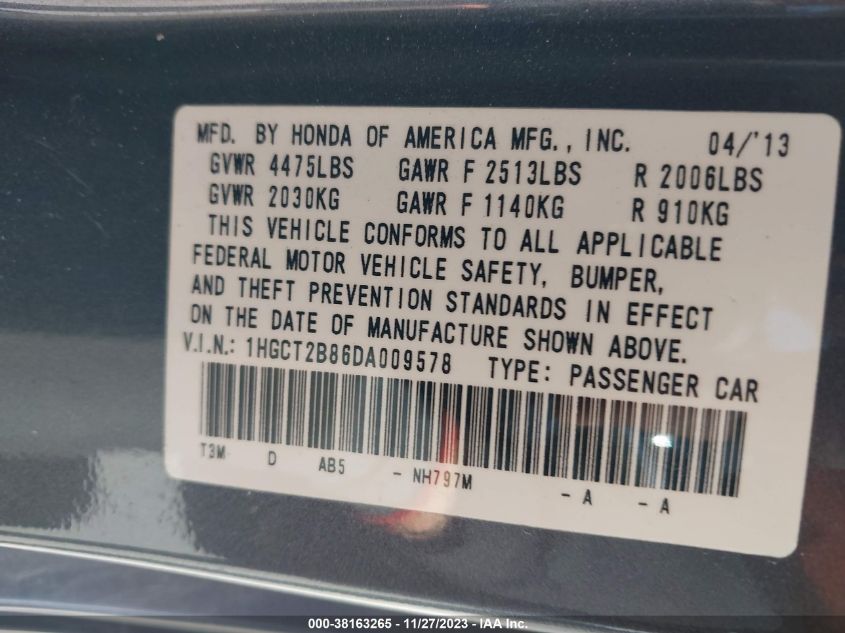 MFD. BY HONDA OF AMERICA MFG., INC. 04/'13
GVWR 4475LBS GAWR F 2513LBS R 2006LBS
GVWR 2030KG GAWR F 1140KG R 910KG
THIS VEHICLE CONFORMS TO ALL APPLICABLE
FEDERAL MOTOR VEHICLE SAFETY, BUMPER,
AND THEFT PREVENTION STANDARDS IN EFFECT
ON THE DATE OF MANUFACTURE SHOWN ABOVE.
V.I.N.: 1HGCT2B86DA009578 TYPE: PASSENGER CAR
T3M D AB5 - NH797M - A - A
000-38163265 - 11/27/2023 - IAA Inc.